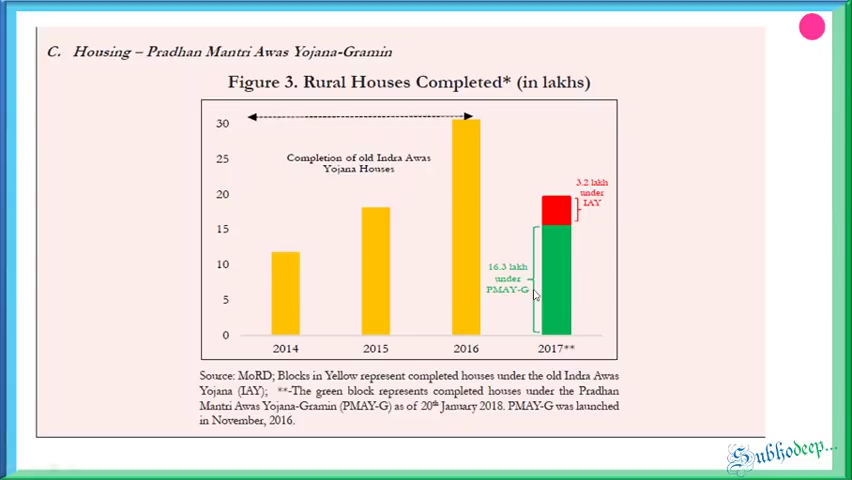 C. Housing – Pradhan Mantri Awas Yojana-Gramin
Figure 3. Rural Houses Completed* (in lakhs)
30
25
20
15
10
5
0
Completion of old Indra Awas
Yojana Houses
3.2 lakh
under
IAY
16.3 lakh
under
PMAY-G
2014 2015 2016 2017**
Source: MoRD; Blocks in Yellow represent completed houses under the old Indra Awas
Yojana (IAY); **-The green block represents completed houses under the Pradhan
Mantri Awas Yojana-Gramin (PMAY-G) as of 20th January 2018. PMAY-G was launched
in November, 2016.
Subhodeep...